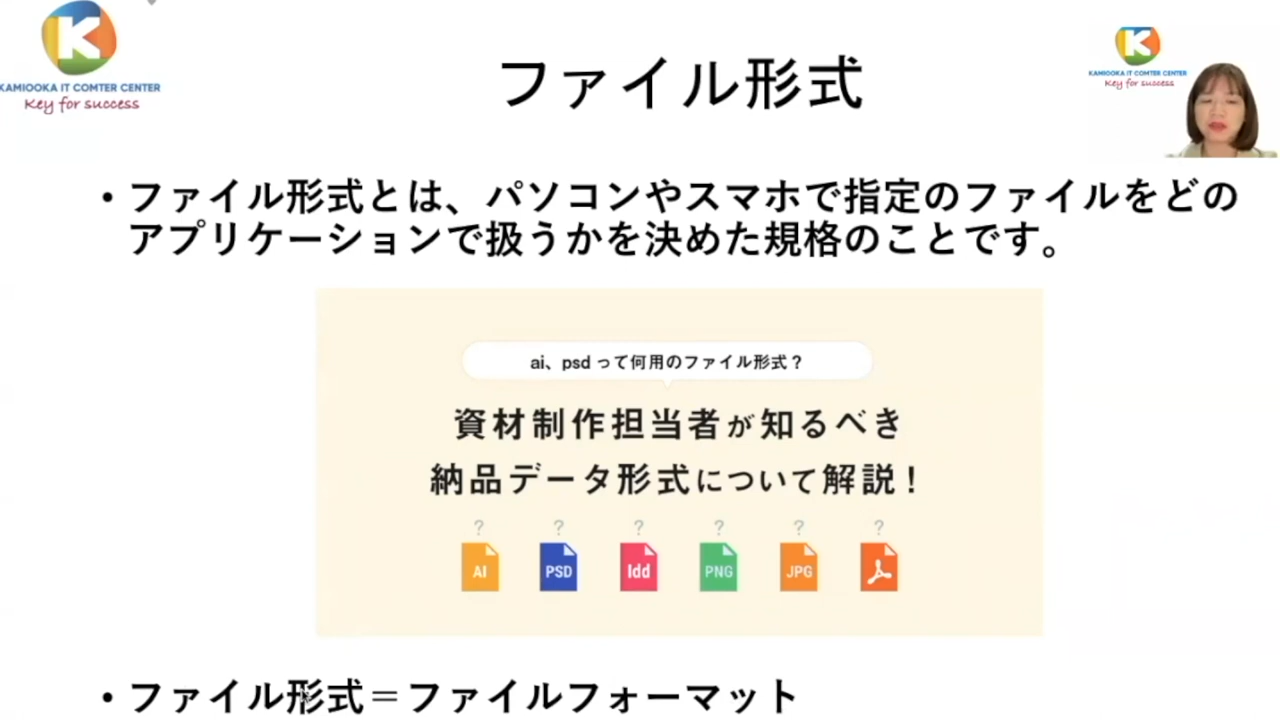 K
KAMIOOKA IT COMTER CENTER
Key for success
ファイル形式
K
KAMIOOKA IT COMTER CENTER
Key for success
・ファイル形式とは、パソコンやスマホで指定のファイルをどの
アプリケーションで扱うかを決めた規格のことです。
ai、psd って何用のファイル形式？
資材制作担当者が知るべき
納品データ形式について解説！
? ? ? ? ? ?
AI PSD Idd PNG JPG
・ファイル形式＝ファイルフォーマット